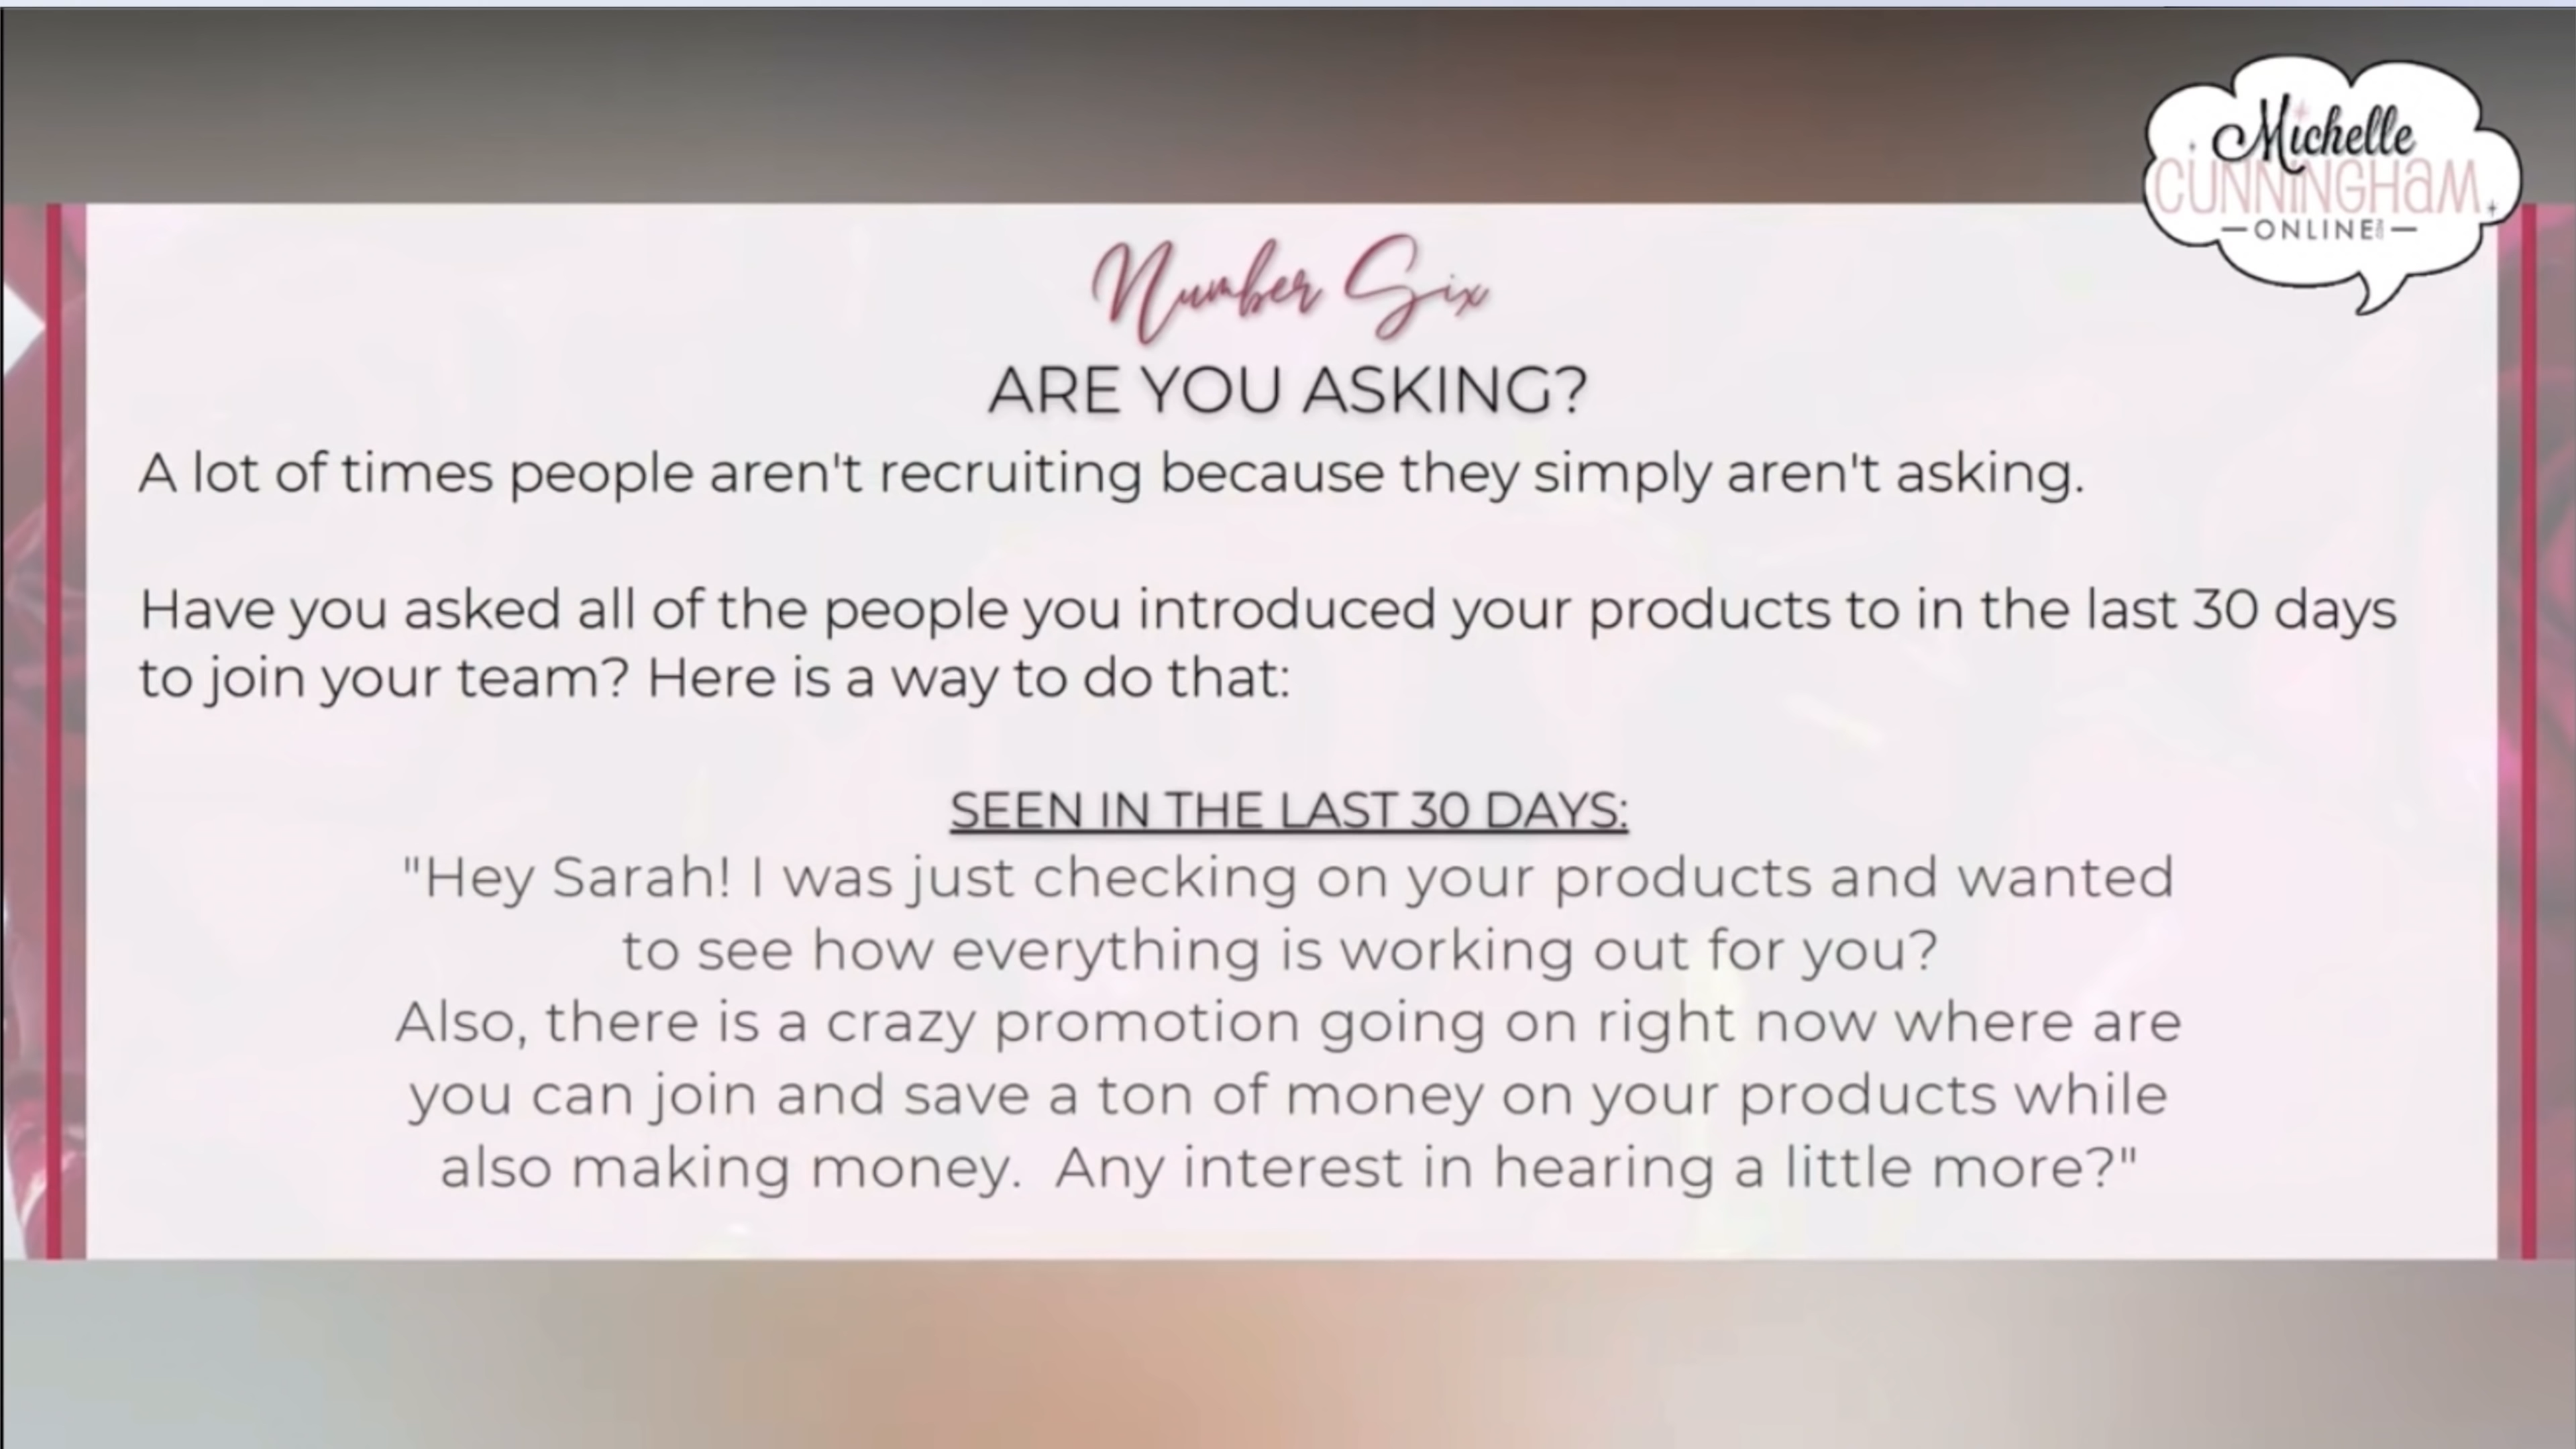 Michelle
CUNNINGHAM
ONLINE
Number Six
ARE YOU ASKING?
A lot of times people aren't recruiting because they simply aren't asking.
Have you asked all of the people you introduced your products to in the last 30 days
to join your team? Here is a way to do that:
SEEN IN THE LAST 30 DAYS:
"Hey Sarah! I was just checking on your products and wanted
to see how everything is working out for you?
Also, there is a crazy promotion going on right now where are
you can join and save a ton of money on your products while
also making money.  Any interest in hearing a little more?"